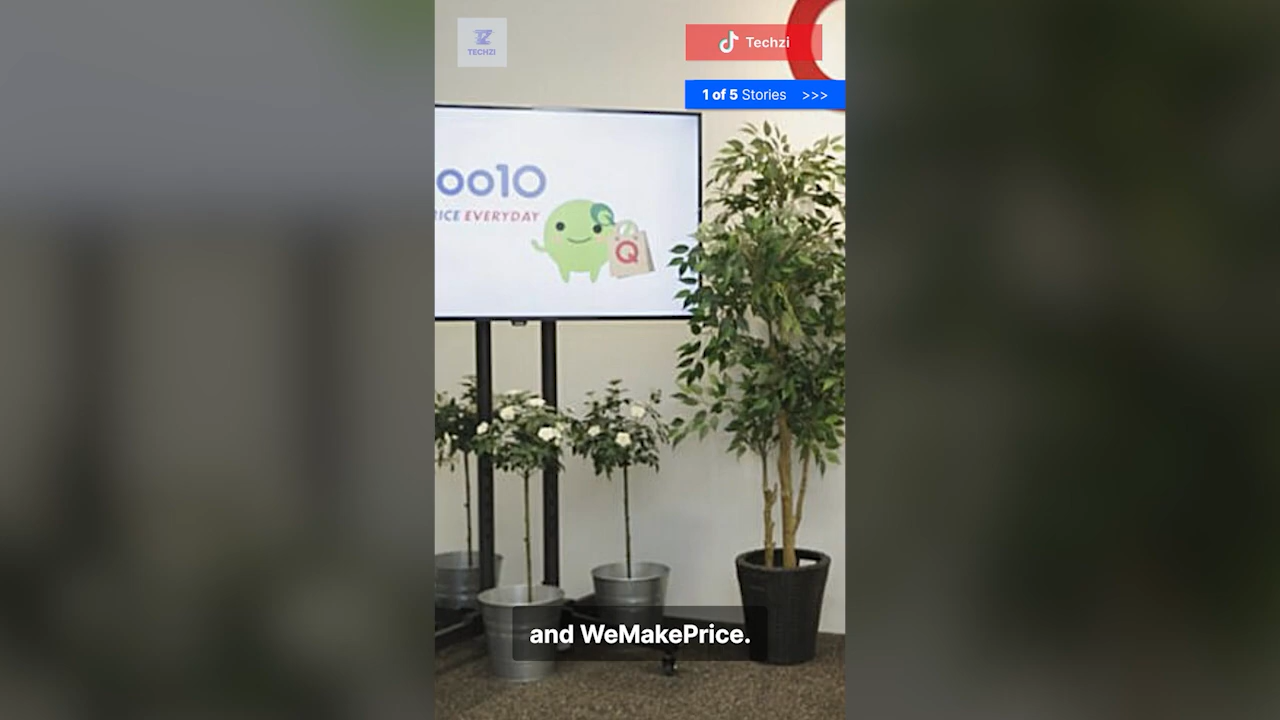 TECHZI
Techzi
1 of 5 Stories >>>
oo10
ICE EVERYDAY
Q
and WeMakePrice.